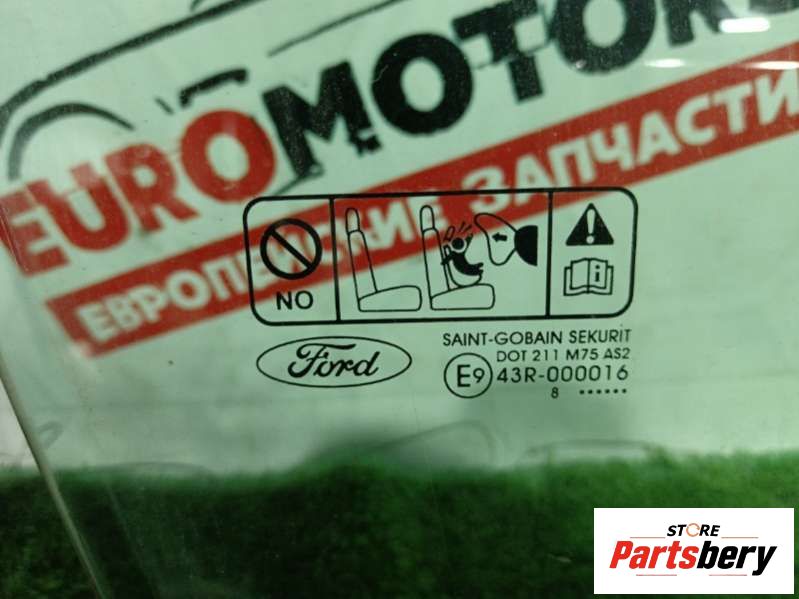 EUROMOTORS
ЕВРОПЕЙСКИЕ ЗАПЧАСТИ
NO
i
Ford
SAINT-GOBAIN SEKURIT
DOT 211 M75 AS2
E9 43R-000016
8 ······
STORE
Partsbery